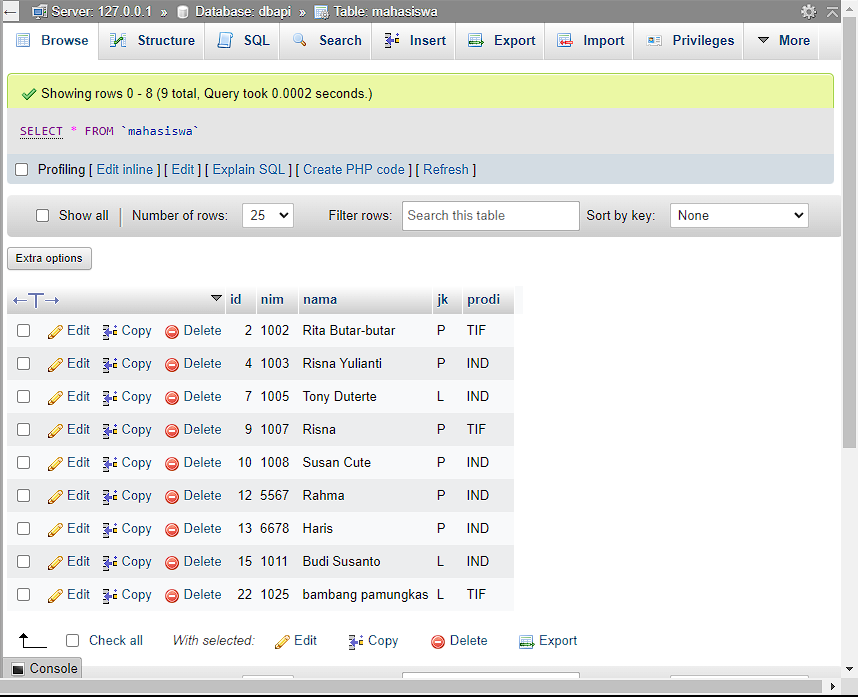 Server: 127.0.0.1 » Database: dbapi » Table: mahasiswa
Browse Structure SQL Search Insert Export Import Privileges More
Showing rows 0 - 8 (9 total, Query took 0.0002 seconds.)
SELECT * FROM `mahasiswa`
Profiling [ Edit inline ] [ Edit ] [ Explain SQL ] [ Create PHP code ] [ Refresh ]
Show all Number of rows: 25 Filter rows: Search this table Sort by key: None
Extra options
←T→ id nim nama jk prodi
Edit Copy Delete 2 1002 Rita Butar-butar P TIF
Edit Copy Delete 4 1003 Risna Yulianti P IND
Edit Copy Delete 7 1005 Tony Duterte L IND
Edit Copy Delete 9 1007 Risna P TIF
Edit Copy Delete 10 1008 Susan Cute P IND
Edit Copy Delete 12 5567 Rahma P IND
Edit Copy Delete 13 6678 Haris P IND
Edit Copy Delete 15 1011 Budi Susanto L IND
Edit Copy Delete 22 1025 bambang pamungkas L TIF
Check all With selected: Edit Copy Delete Export
Console